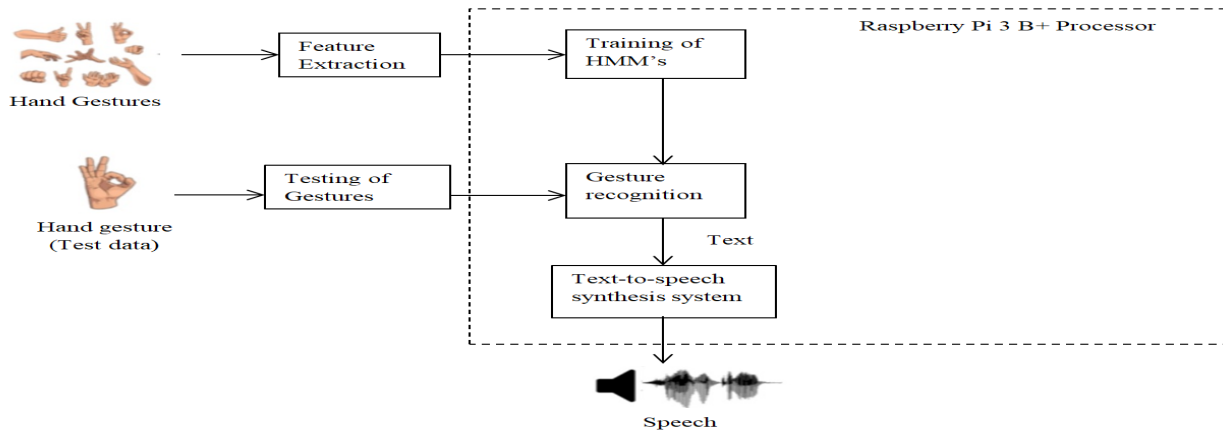 Raspberry Pi 3 B+ Processor
Feature
Extraction
Training of
HMM's
Hand Gestures
Testing of
Gestures
Gesture
recognition
Hand gesture
(Test data)
Text
Text-to-speech
synthesis system
Speech